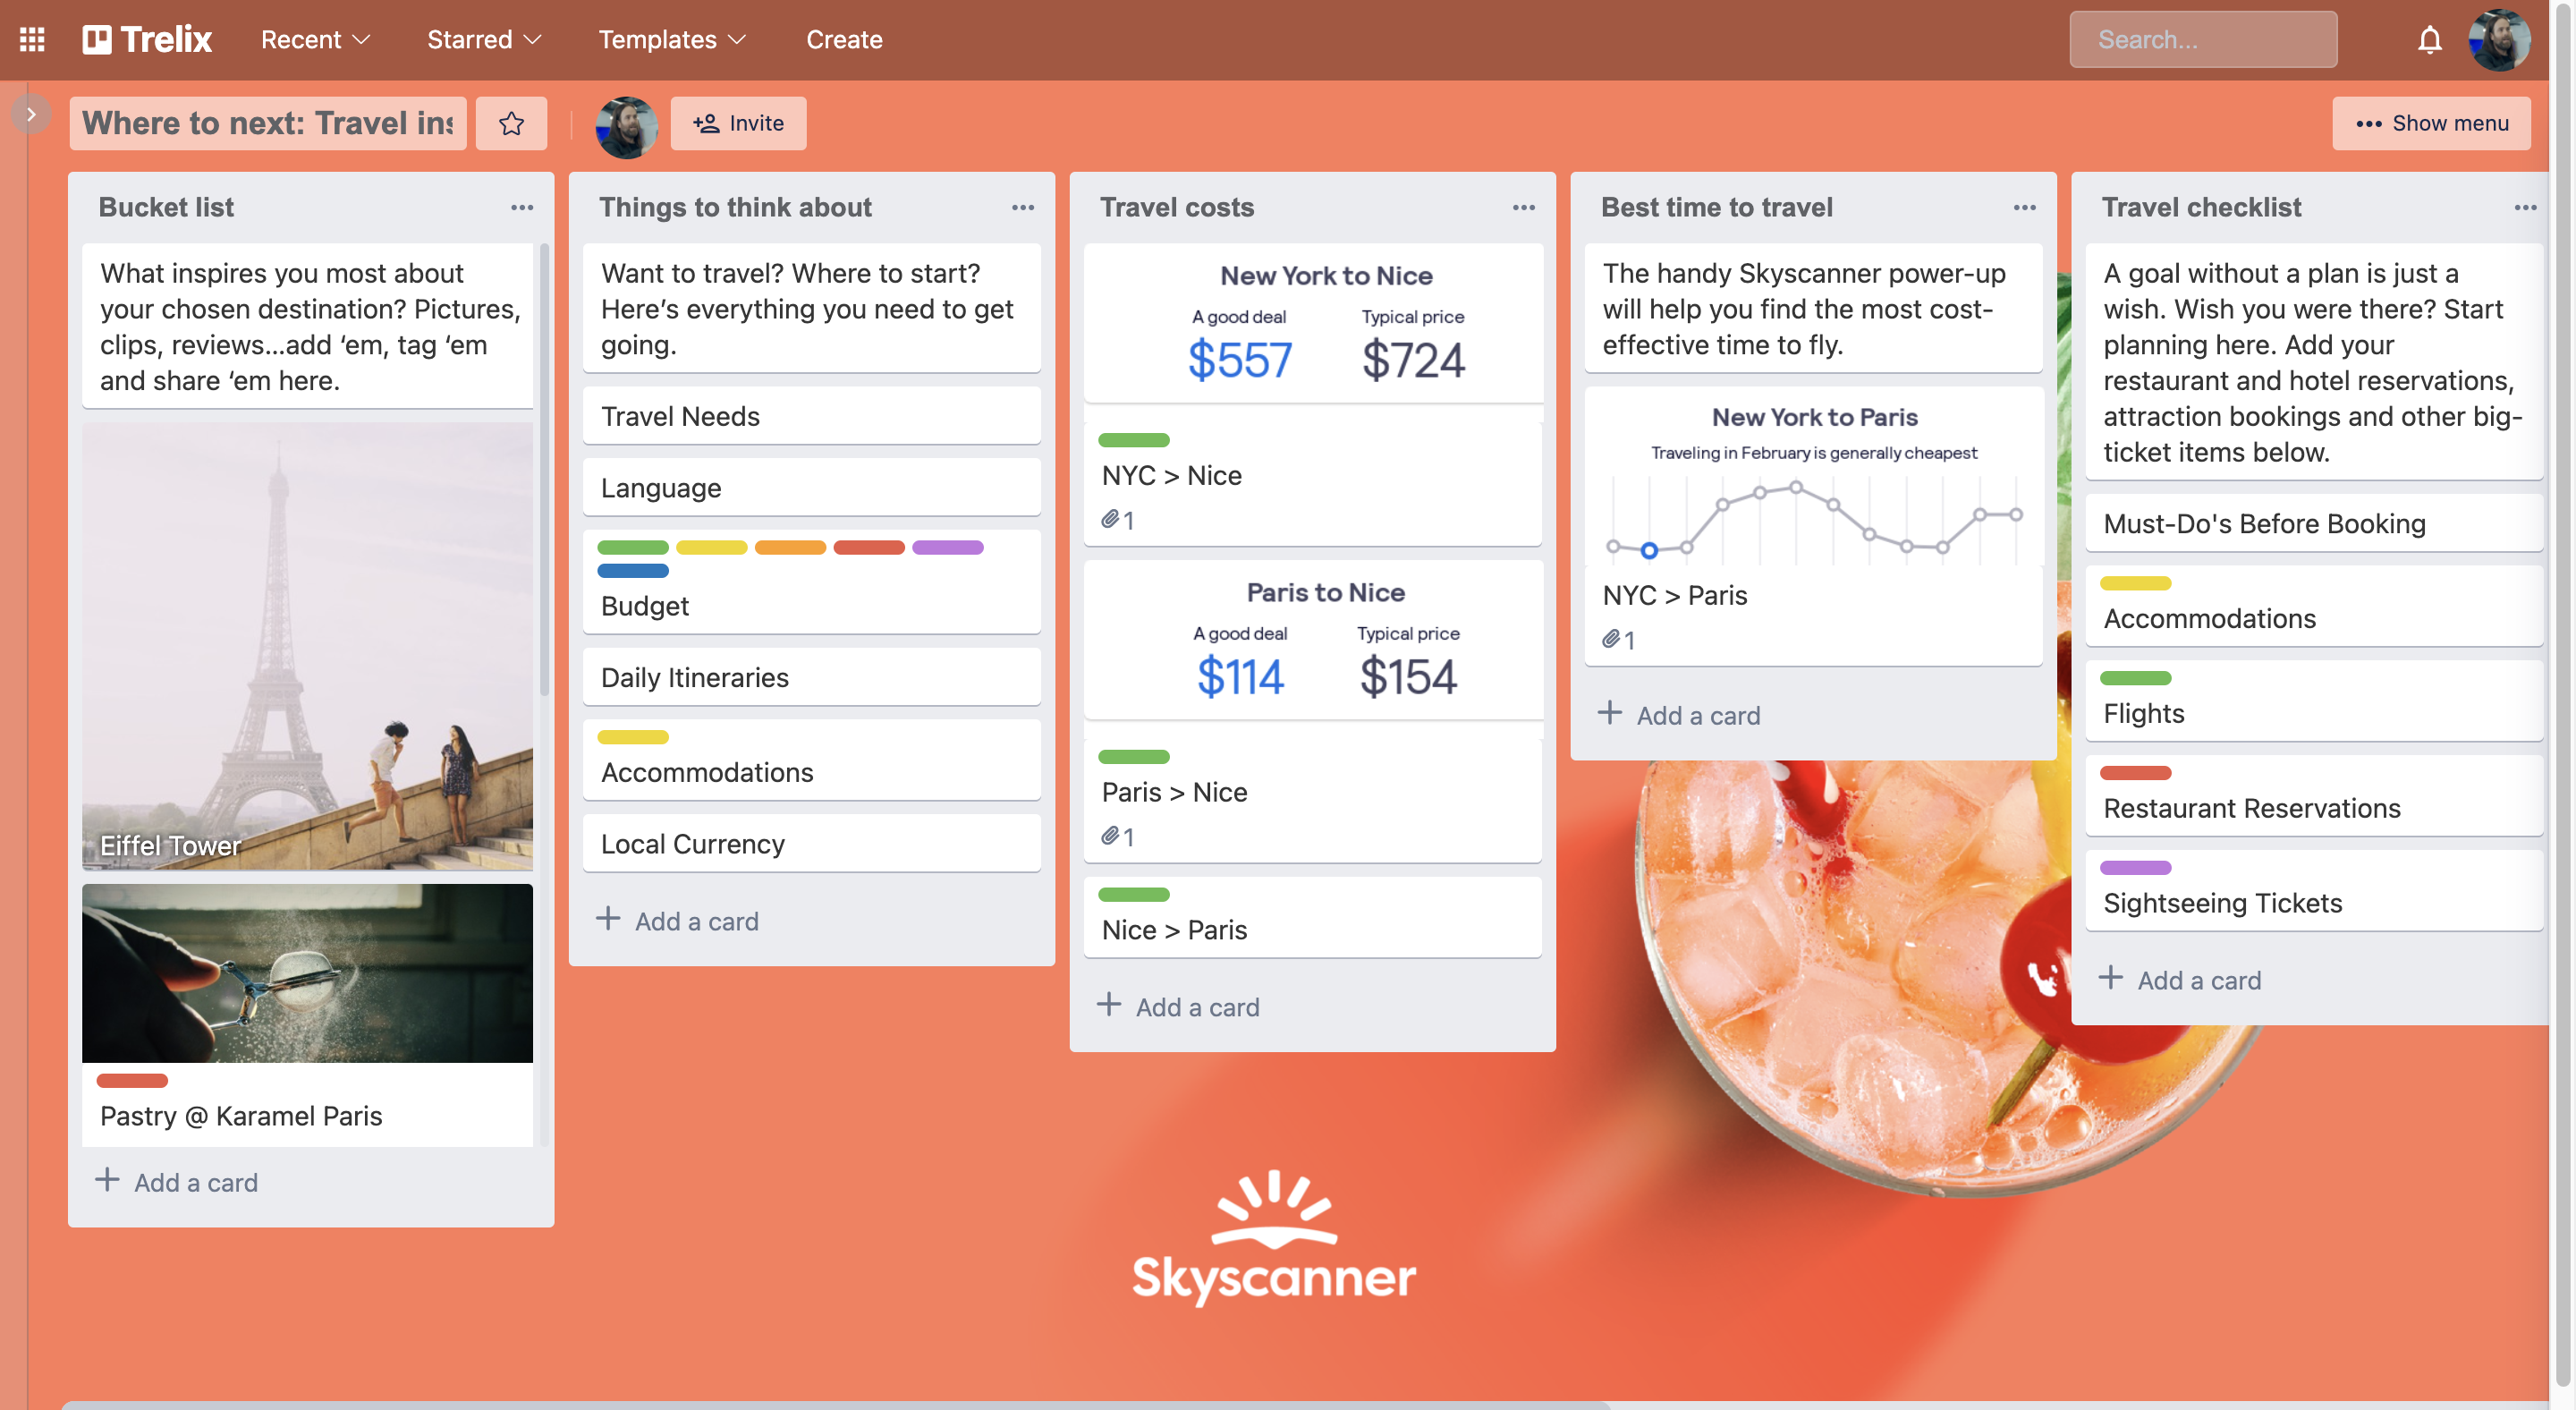 Trelix
Recent
Starred
Templates
Create
Search...
Where to next: Travel ins
Invite
Show menu
Bucket list
What inspires you most about
your chosen destination? Pictures,
clips, reviews...add ‘em, tag ‘em
and share ‘em here.
Eiffel Tower
Pastry @ Karamel Paris
Add a card
Things to think about
Want to travel? Where to start?
Here’s everything you need to get
going.
Travel Needs
Language
Budget
Daily Itineraries
Accommodations
Local Currency
Add a card
Travel costs
New York to Nice
A good deal Typical price
$557 $724
NYC > Nice
1
Paris to Nice
A good deal Typical price
$114 $154
Paris > Nice
1
Nice > Paris
Add a card
Best time to travel
The handy Skyscanner power-up
will help you find the most cost-
effective time to fly.
New York to Paris
Traveling in February is generally cheapest
NYC > Paris
1
Add a card
Travel checklist
A goal without a plan is just a
wish. Wish you were there? Start
planning here. Add your
restaurant and hotel reservations,
attraction bookings and other big-
ticket items below.
Must-Do's Before Booking
Accommodations
Flights
Restaurant Reservations
Sightseeing Tickets
Add a card
Skyscanner